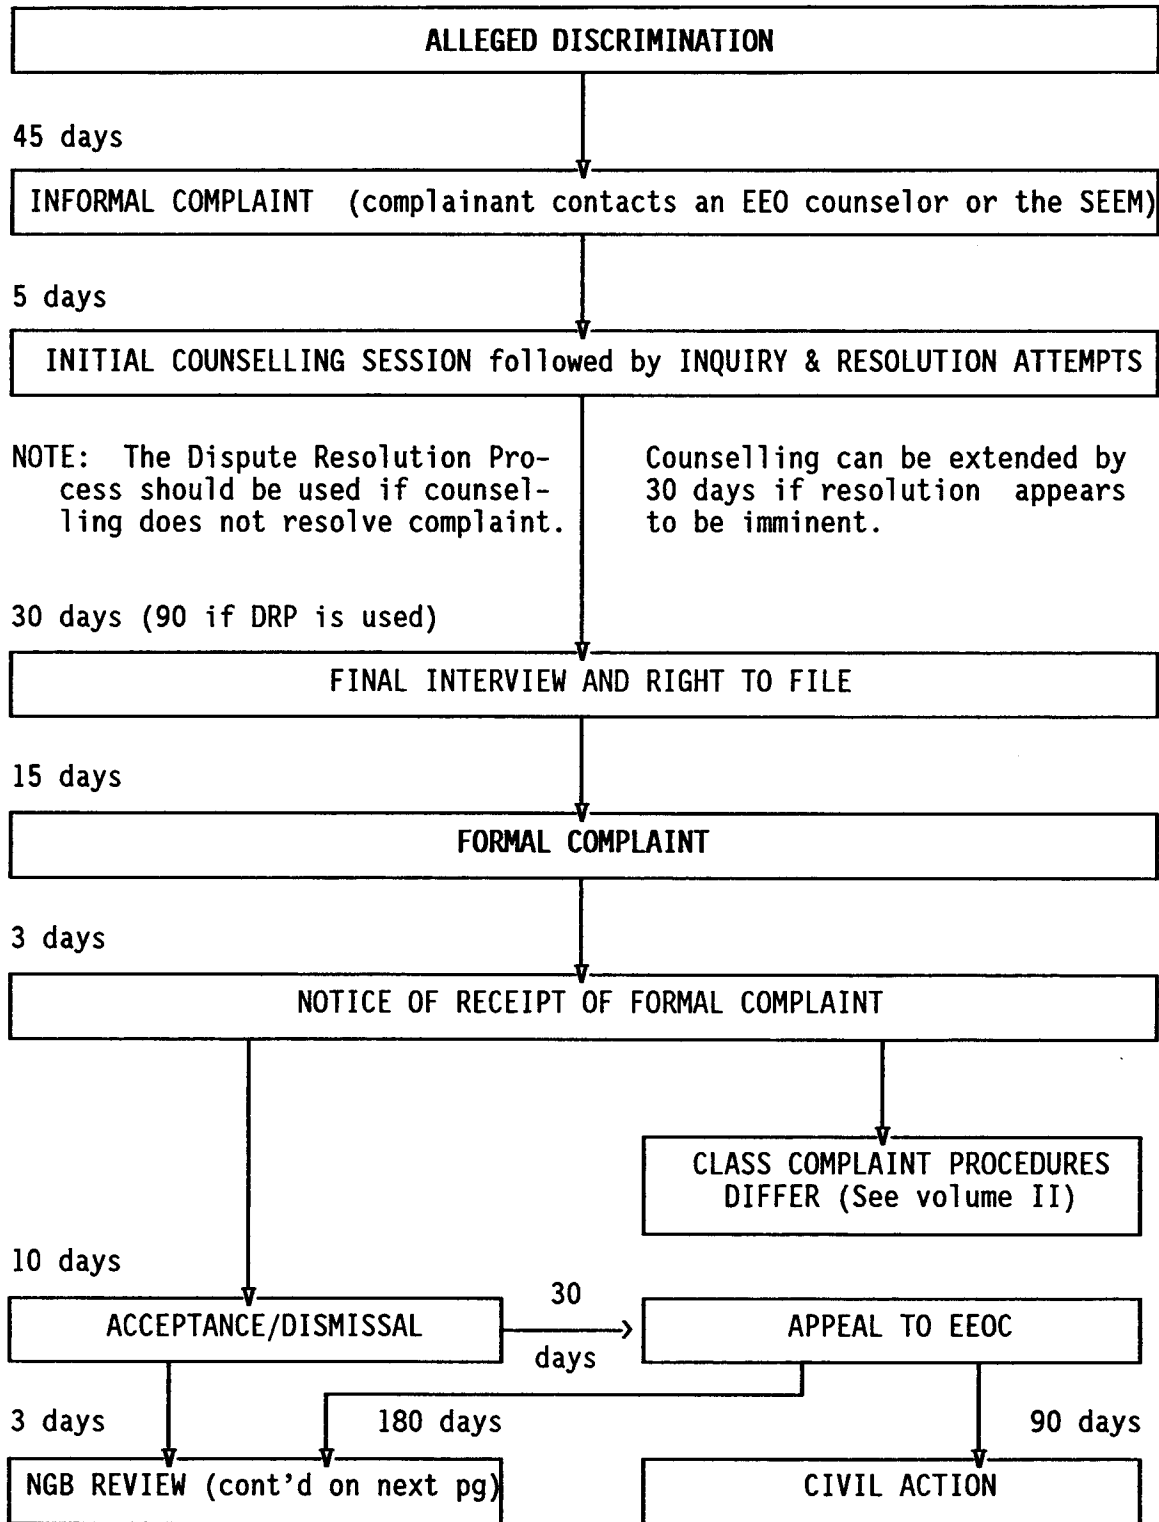 ALLEGED DISCRIMINATION
45 days
INFORMAL COMPLAINT (complainant contacts an EEO counselor or the SEEM)
5 days
INITIAL COUNSELLING SESSION followed by INQUIRY & RESOLUTION ATTEMPTS
NOTE: The Dispute Resolution Pro-
cess should be used if counsel-
ling does not resolve complaint.
Counselling can be extended by
30 days if resolution appears
to be imminent.
30 days (90 if DRP is used)
FINAL INTERVIEW AND RIGHT TO FILE
15 days
FORMAL COMPLAINT
3 days
NOTICE OF RECEIPT OF FORMAL COMPLAINT
CLASS COMPLAINT PROCEDURES
DIFFER (See volume II)
10 days
ACCEPTANCE/DISMISSAL
30
days
APPEAL TO EEOC
3 days
180 days
90 days
NGB REVIEW (cont'd on next pg)
CIVIL ACTION